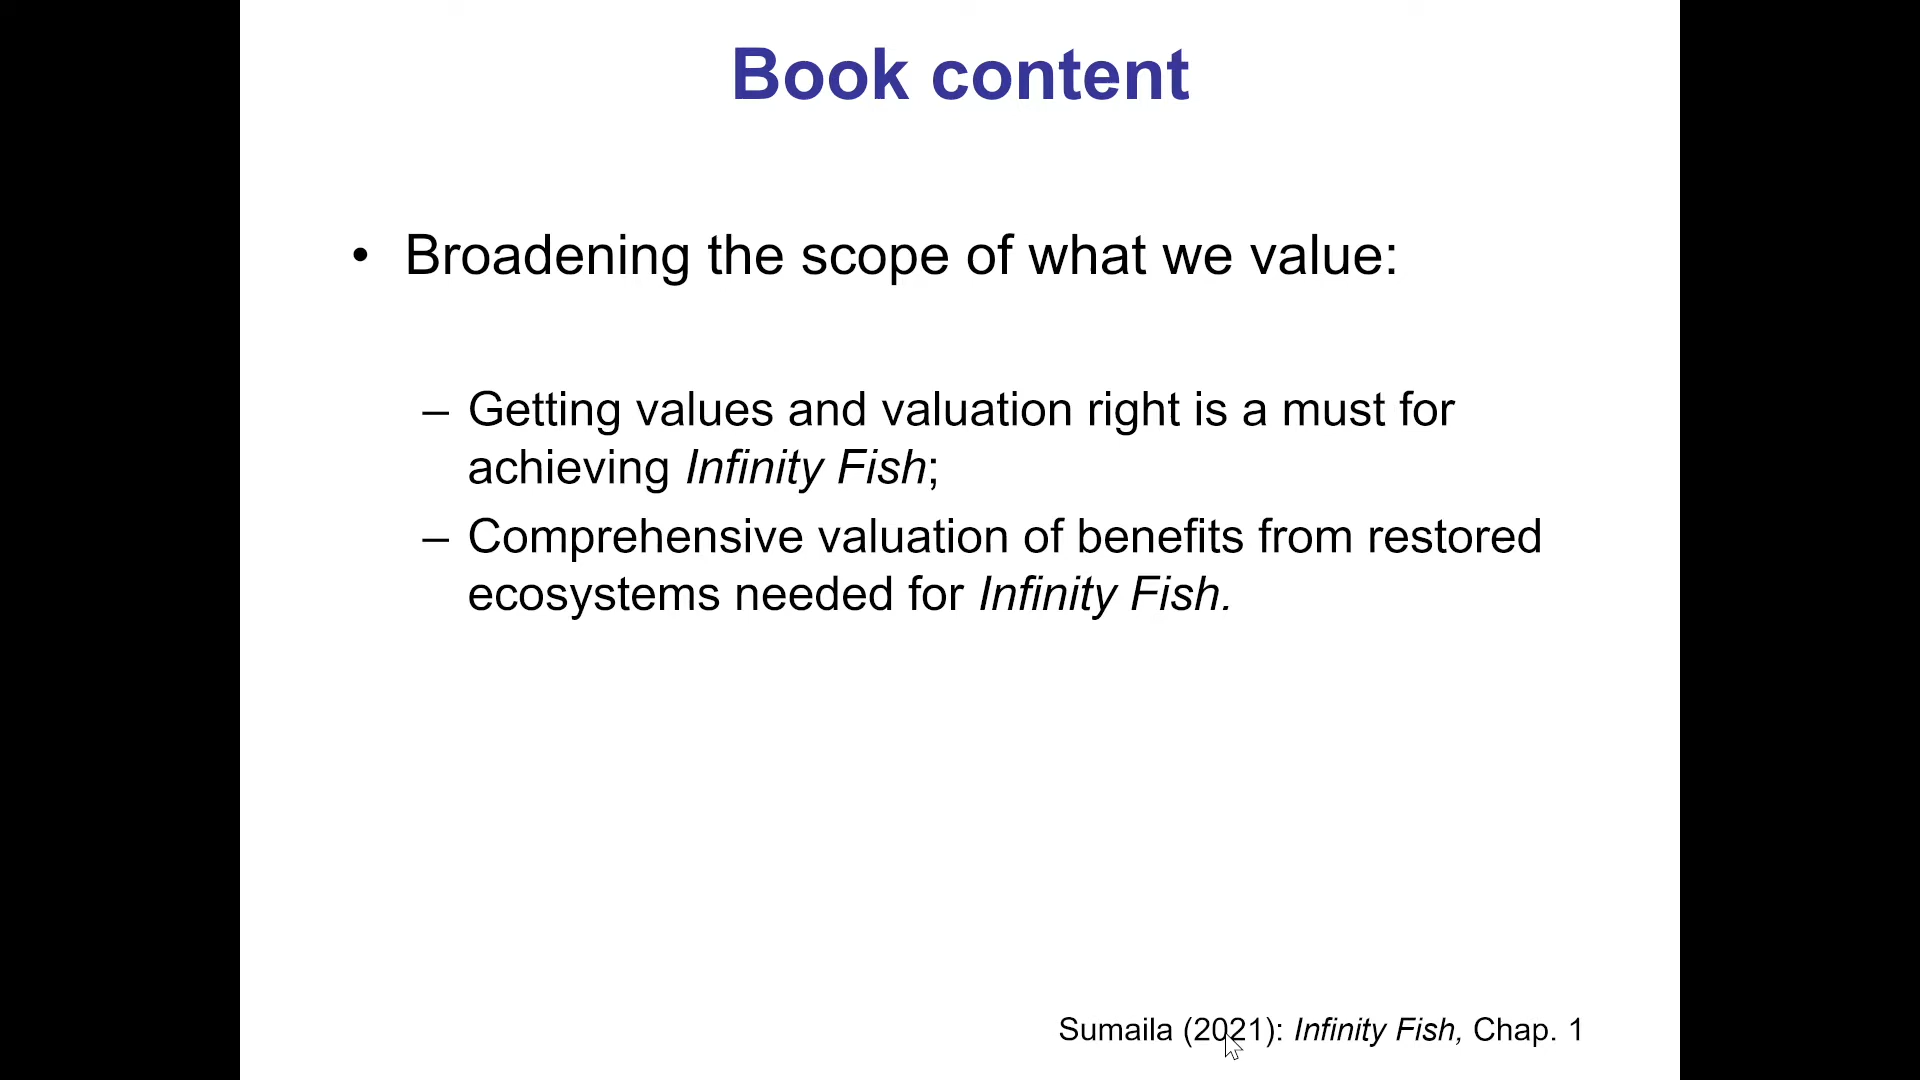 Book content
• Broadening the scope of what we value:
– Getting values and valuation right is a must for
achieving Infinity Fish;
– Comprehensive valuation of benefits from restored
ecosystems needed for Infinity Fish.
Sumaila (2021): Infinity Fish, Chap. 1